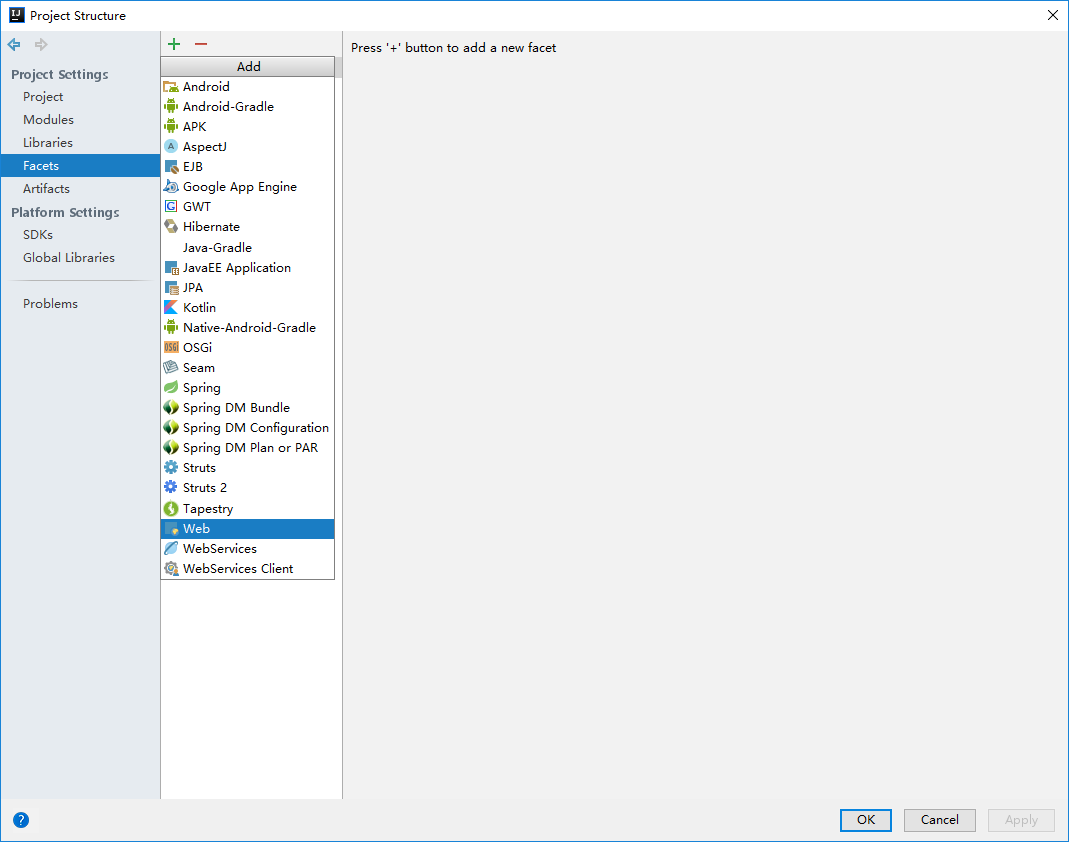 Project Structure
Project Settings
Project
Modules
Libraries
Facets
Artifacts
Platform Settings
SDKs
Global Libraries
Problems
Add
Android
Android-Gradle
APK
AspectJ
EJB
Google App Engine
GWT
Hibernate
Java-Gradle
JavaEE Application
JPA
Kotlin
Native-Android-Gradle
OSGi
Seam
Spring
Spring DM Bundle
Spring DM Configuration
Spring DM Plan or PAR
Struts
Struts 2
Tapestry
Web
WebServices
WebServices Client
Press '+' button to add a new facet
OK Cancel Apply